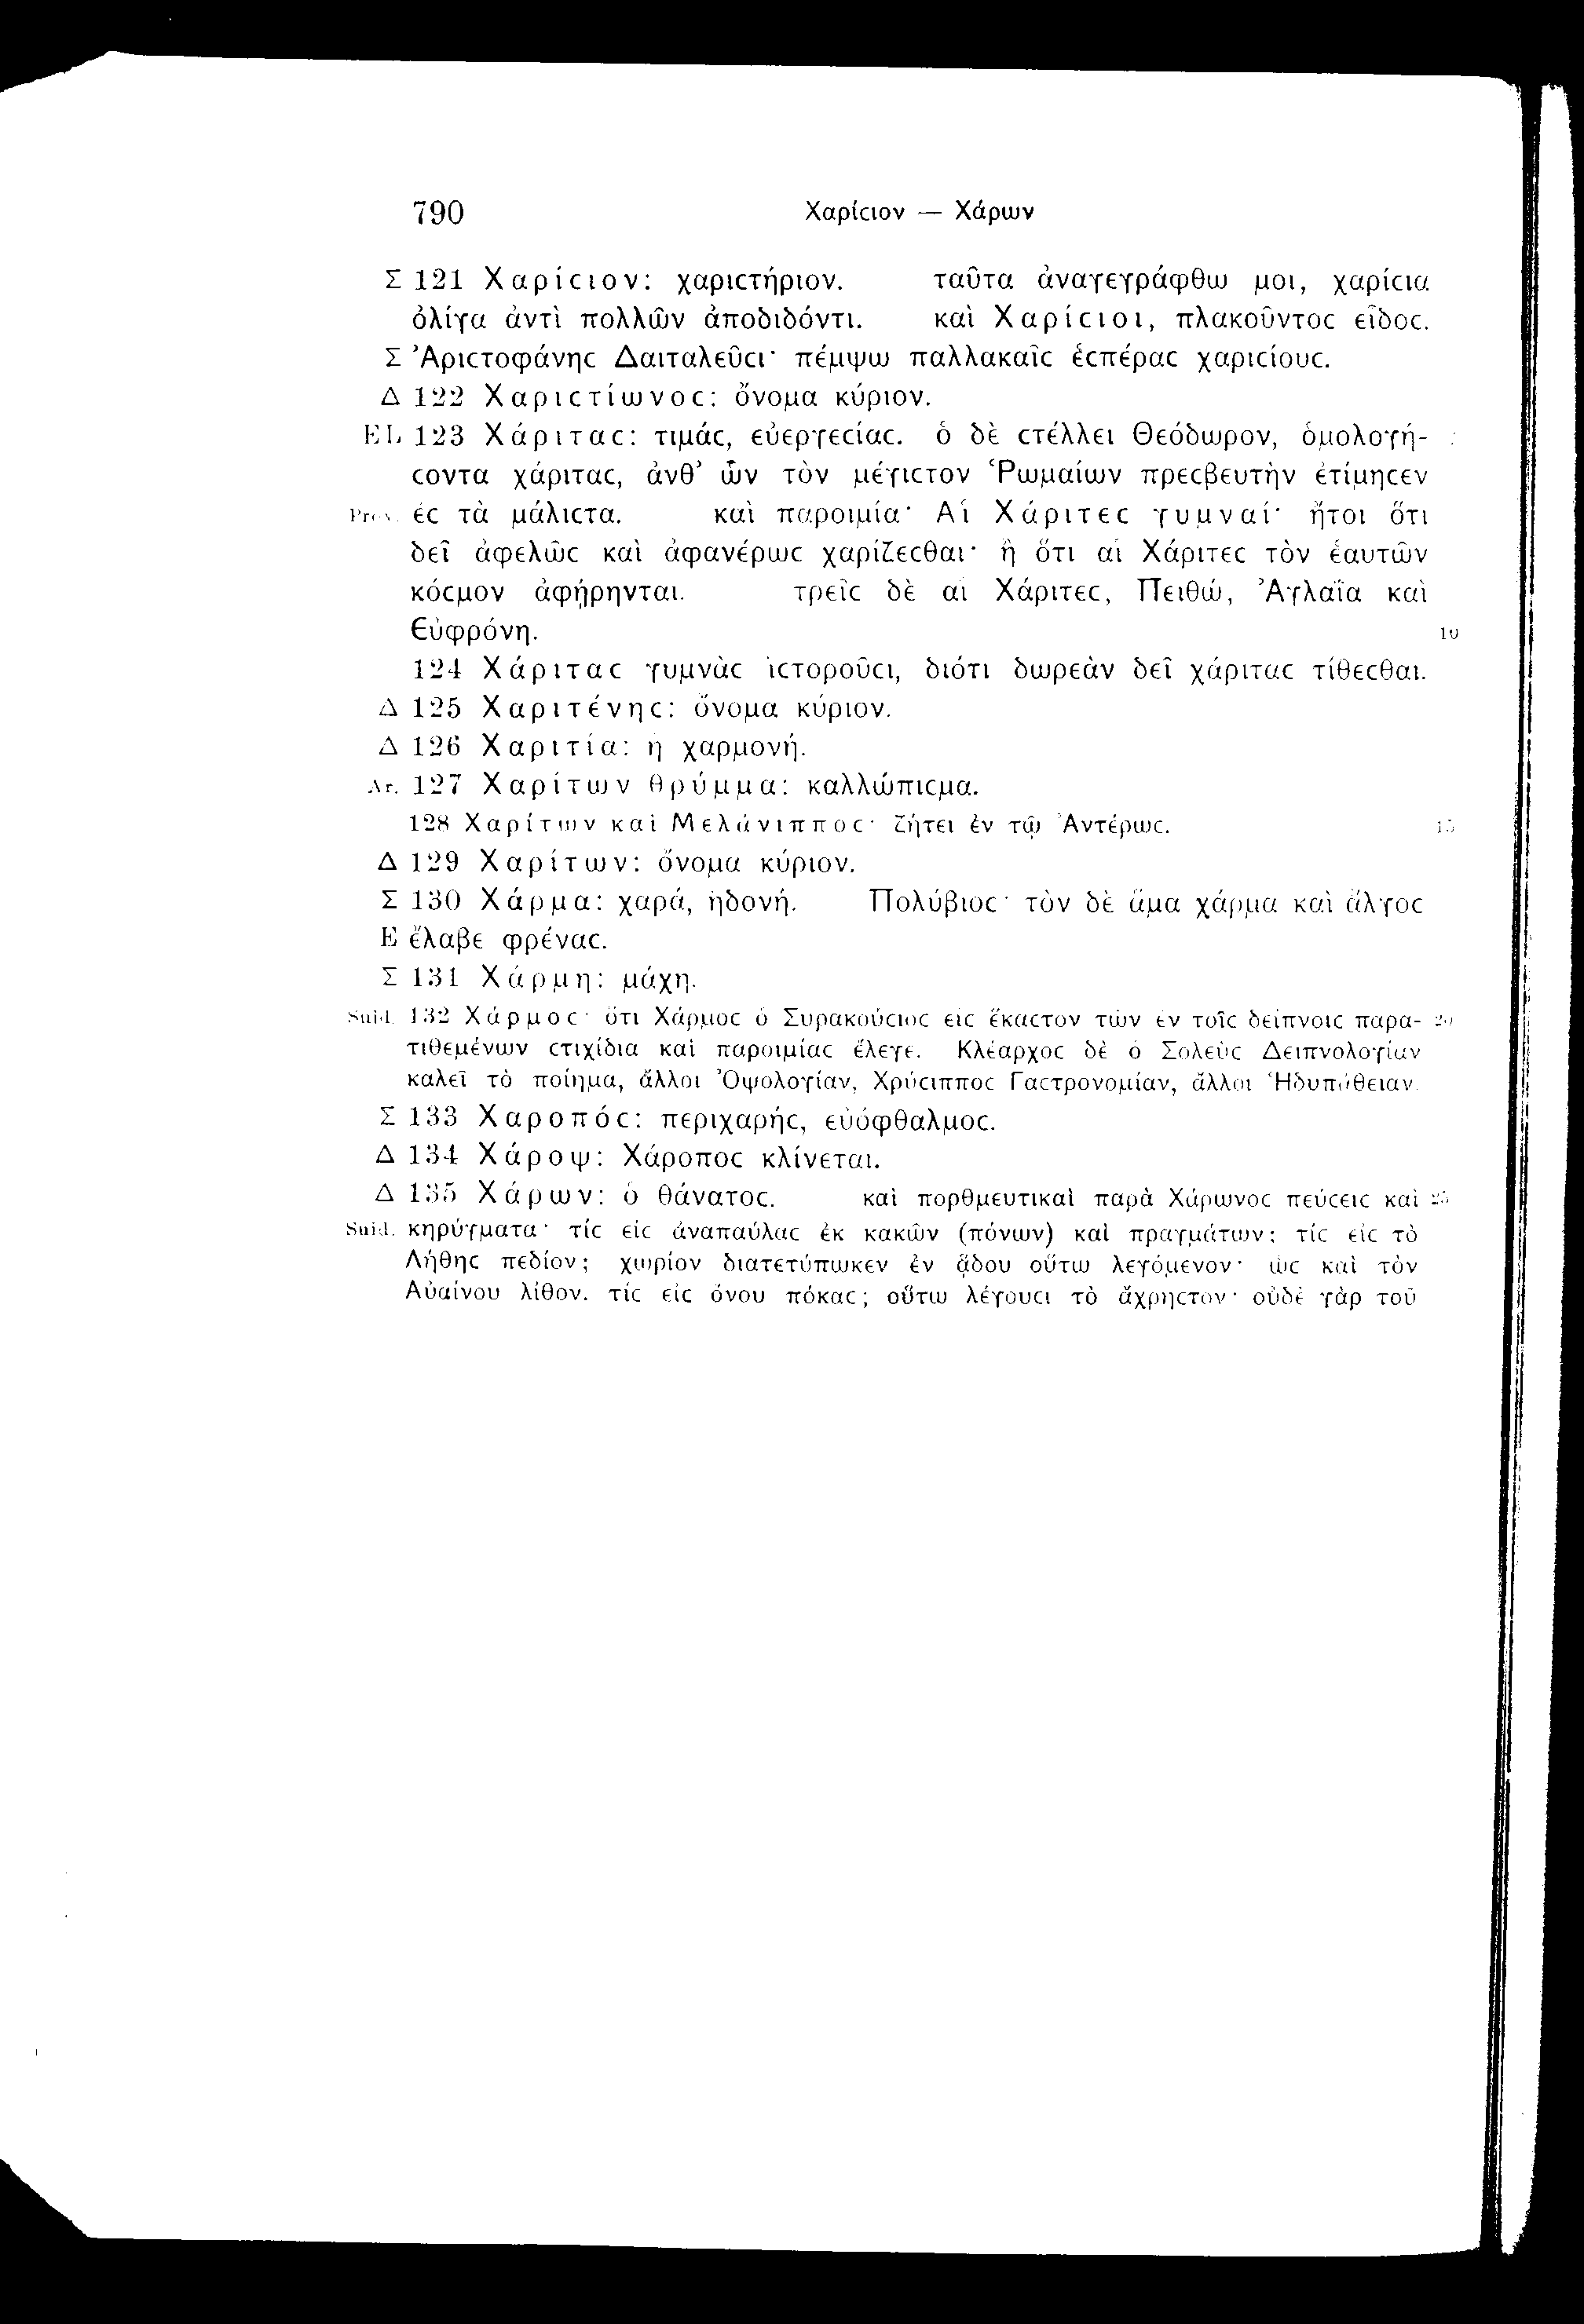 790 Χαρίϲιον — Χάρων
Σ 121 Χαρίϲιον: χαριϲτήριον. ταῦτα ἀναγεγράφθω μοι, χαρίϲια
ὀλίγα ἀντὶ πολλῶν ἀποδιδόντι. καὶ Χαρίϲιοι, πλακοῦντοϲ εἶδοϲ.
Σ Ἀριϲτοφάνηϲ Δαιταλεῦϲι· πέμψω παλλακαῖϲ ἑϲπέραϲ χαριϲίουϲ.
Δ 122 Χαριϲτίωνοϲ: ὄνομα κύριον.
EL 123 Χάριταϲ: τιμάϲ, εὐεργεϲίαϲ. ὁ δὲ ϲτέλλει Θεόδωρον, ὁμολογή-
ϲοντα χάριταϲ, ἀνθ’ ὧν τὸν μέγιϲτον Ῥωμαίων πρεϲβευτὴν ἐτίμηϲεν
Prov. ἐϲ τὰ μάλιϲτα. καὶ παροιμία· Αἱ Χάριτεϲ γυμναί· ἤτοι ὅτι
δεῖ ἀφελῶϲ καὶ ἀφανέρωϲ χαρίζεϲθαι· ἢ ὅτι αἱ Χάριτεϲ τὸν ἑαυτῶν
κόϲμον ἀφῄρηνται. τρεῖϲ δὲ αἱ Χάριτεϲ, Πειθώ, Ἀγλαΐα καὶ
Εὐφρόνη. 10
124 Χάριταϲ γυμνὰϲ ἱϲτοροῦϲι, διότι δωρεὰν δεῖ χάριταϲ τίθεϲθαι.
Δ 125 Χαριτένηϲ: ὄνομα κύριον.
Δ 126 Χαριτία: ἡ χαρμονή.
Ar. 127 Χαρίτων θρύμμα: καλλώπιϲμα.
128 Χαρίτων καὶ Μελάνιπποϲ· ζήτει ἐν τῷ Ἀντέρωϲ. 15
Δ 129 Χαρίτων: ὄνομα κύριον.
Σ 130 Χάρμα: χαρά, ἡδονή. Πολύβιοϲ· τὸν δὲ ἅμα χάρμα καὶ ἄλγοϲ
E ἔλαβε φρέναϲ.
Σ 131 Χάρμη: μάχη.
Suid. 132 Χάρμοϲ· ὅτι Χάρμοϲ ὁ Συρακούϲιοϲ εἰϲ ἕκαϲτον τῶν ἐν τοῖϲ δείπνοιϲ παρα- 20
τιθεμένων ϲτιχίδια καὶ παροιμίαϲ ἔλεγε. Κλέαρχοϲ δὲ ὁ Σολεὺϲ Δειπνολογίαν
καλεῖ τὸ ποίημα, ἄλλοι Ὀψολογίαν, Χρύϲιπποϲ Γαϲτρονομίαν, ἄλλοι Ἡδυπάθειαν.
Σ 133 Χαροπόϲ: περιχαρήϲ, εὐόφθαλμοϲ.
Δ 134 Χάροψ: Χάροποϲ κλίνεται.
Δ 135 Χάρων: ὁ θάνατοϲ. καὶ πορθμευτικαὶ παρὰ Χάρωνοϲ πεύϲειϲ καὶ 25
Suid. κηρύγματα· τίϲ εἰϲ ἀναπαύλαϲ ἐκ κακῶν (πόνων) καὶ πραγμάτων; τίϲ εἰϲ τὸ
Λήθηϲ πεδίον; χωρίον διατετύπωκεν ἐν ᾅδου οὕτω λεγόμενον· ὡϲ καὶ τὸν
Αὐαίνου λίθον. τίϲ εἰϲ ὄνου πόκαϲ; οὕτω λέγουϲι τὸ ἄχρηϲτον· οὐδὲ γὰρ τοῦ